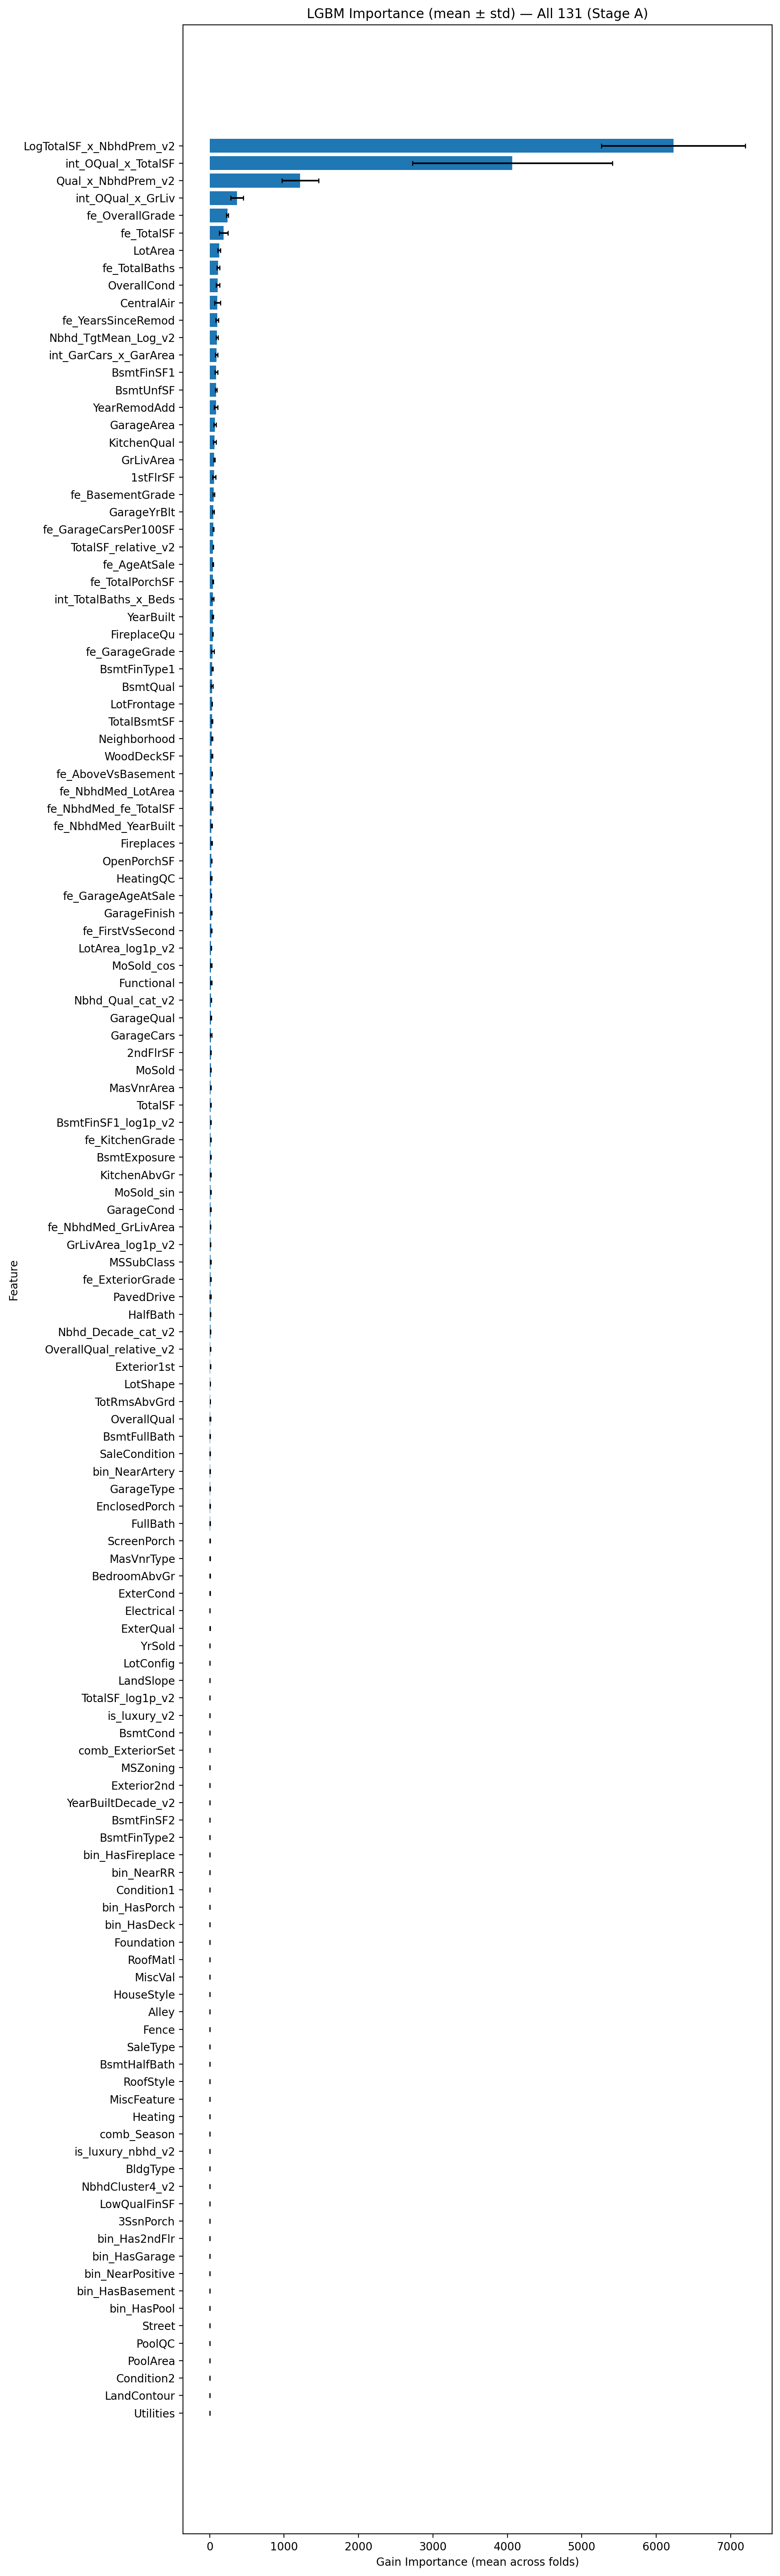 LGBM Importance (mean ± std) — All 131 (Stage A)
LogTotalSF_x_NbhdPrem_v2
int_OQual_x_TotalSF
Qual_x_NbhdPrem_v2
int_OQual_x_GrLiv
fe_OverallGrade
fe_TotalSF
LotArea
fe_TotalBaths
OverallCond
CentralAir
fe_YearsSinceRemod
Nbhd_TgtMean_Log_v2
int_GarCars_x_GarArea
BsmtFinSF1
BsmtUnfSF
YearRemodAdd
GarageArea
KitchenQual
GrLivArea
1stFlrSF
fe_BasementGrade
GarageYrBlt
fe_GarageCarsPer100SF
TotalSF_relative_v2
fe_AgeAtSale
fe_TotalPorchSF
int_TotalBaths_x_Beds
YearBuilt
FireplaceQu
fe_GarageGrade
BsmtFinType1
BsmtQual
LotFrontage
TotalBsmtSF
Neighborhood
WoodDeckSF
fe_AboveVsBasement
fe_NbhdMed_LotArea
fe_NbhdMed_fe_TotalSF
fe_NbhdMed_YearBuilt
Fireplaces
OpenPorchSF
HeatingQC
fe_GarageAgeAtSale
GarageFinish
fe_FirstVsSecond
LotArea_log1p_v2
MoSold_cos
Functional
Nbhd_Qual_cat_v2
GarageQual
GarageCars
2ndFlrSF
MoSold
MasVnrArea
TotalSF
BsmtFinSF1_log1p_v2
fe_KitchenGrade
BsmtExposure
KitchenAbvGr
MoSold_sin
GarageCond
fe_NbhdMed_GrLivArea
GrLivArea_log1p_v2
MSSubClass
fe_ExteriorGrade
PavedDrive
HalfBath
Nbhd_Decade_cat_v2
OverallQual_relative_v2
Exterior1st
LotShape
TotRmsAbvGrd
OverallQual
BsmtFullBath
SaleCondition
bin_NearArtery
GarageType
EnclosedPorch
FullBath
ScreenPorch
MasVnrType
BedroomAbvGr
ExterCond
Electrical
ExterQual
YrSold
LotConfig
LandSlope
TotalSF_log1p_v2
is_luxury_v2
BsmtCond
comb_ExteriorSet
MSZoning
Exterior2nd
YearBuiltDecade_v2
BsmtFinSF2
BsmtFinType2
bin_HasFireplace
bin_NearRR
Condition1
bin_HasPorch
bin_HasDeck
Foundation
RoofMatl
MiscVal
HouseStyle
Alley
Fence
SaleType
BsmtHalfBath
RoofStyle
MiscFeature
Heating
comb_Season
is_luxury_nbhd_v2
BldgType
NbhdCluster4_v2
LowQualFinSF
3SsnPorch
bin_Has2ndFlr
bin_HasGarage
bin_NearPositive
bin_HasBasement
bin_HasPool
Street
PoolQC
PoolArea
Condition2
LandContour
Utilities
Feature
0 1000 2000 3000 4000 5000 6000 7000
Gain Importance (mean across folds)